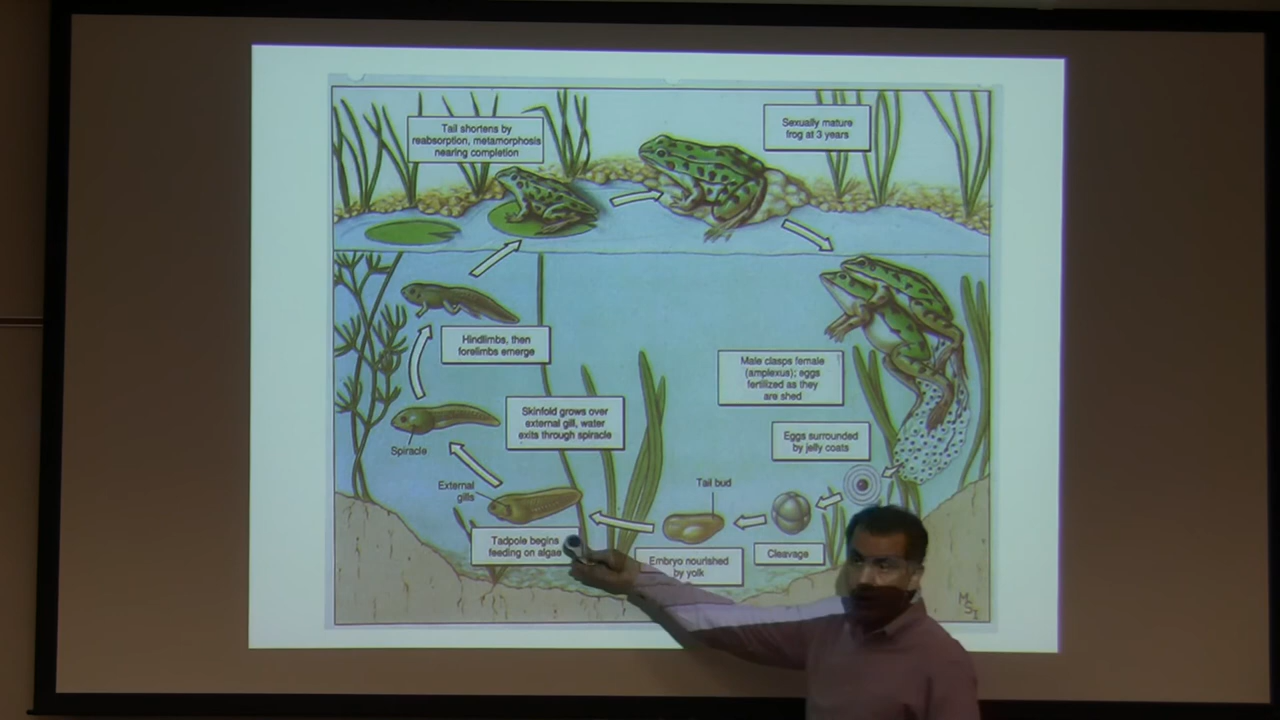 Tail shortens by
reabsorption, metamorphosis
nearing completion
Sexually mature
frog at 3 years
Hindlimbs, then
forelimbs emerge
Male clasps female
(amplexus); eggs
fertilized as they
are shed
Skinfold grows over
external gill, water
exits through spiracle
Eggs surrounded
by jelly coats
Spiracle
External
gills
Tail bud
Tadpole begins
feeding on algae
Embryo nourished
by yolk
Cleavage
M
S
I